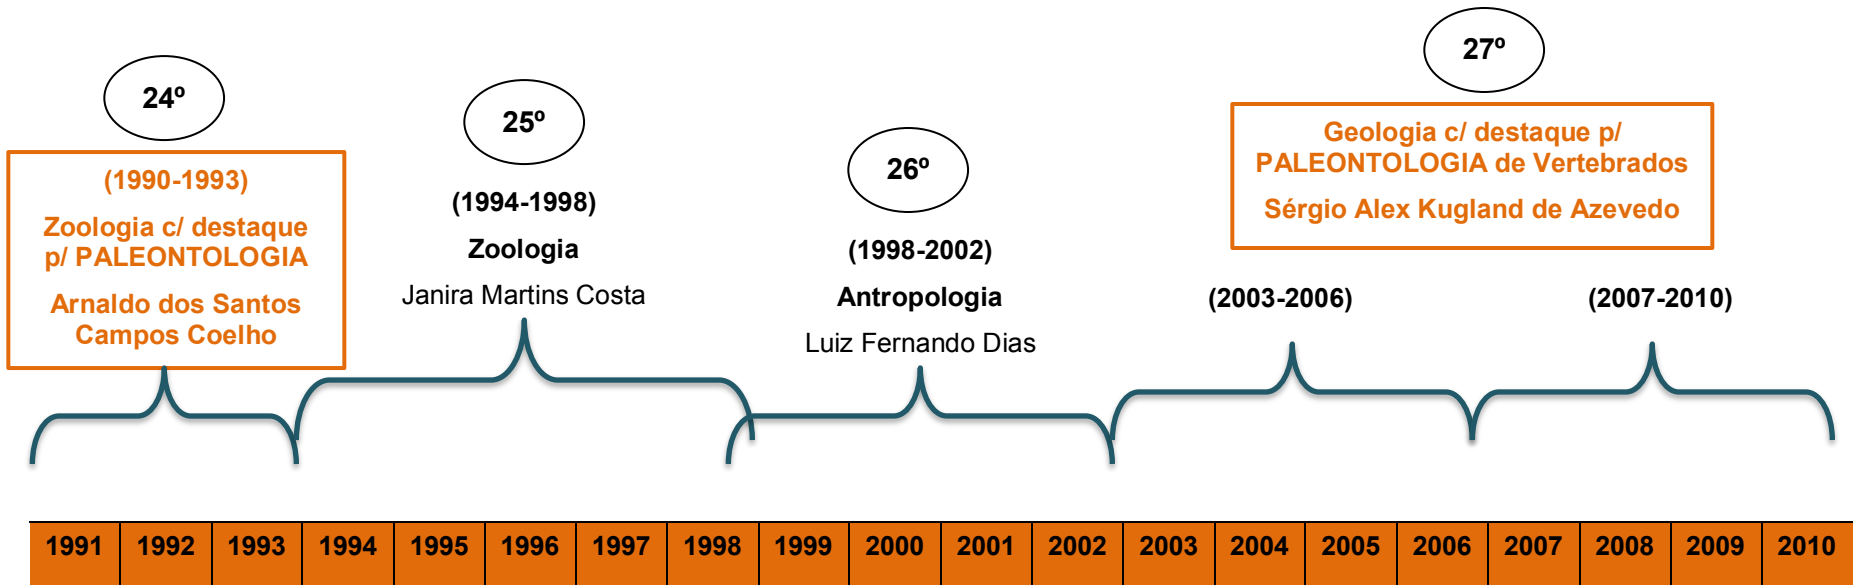 24º
(1990-1993)
Zoologia c/ destaque
p/ PALEONTOLOGIA
Arnaldo dos Santos
Campos Coelho
25º
(1994-1998)
Zoologia
Janira Martins Costa
26º
(1998-2002)
Antropologia
Luiz Fernando Dias
27º
Geologia c/ destaque p/
PALEONTOLOGIA de Vertebrados
Sérgio Alex Kugland de Azevedo
(2003-2006)
(2007-2010)
1991 1992 1993 1994 1995 1996 1997 1998 1999 2000 2001 2002 2003 2004 2005 2006 2007 2008 2009 2010